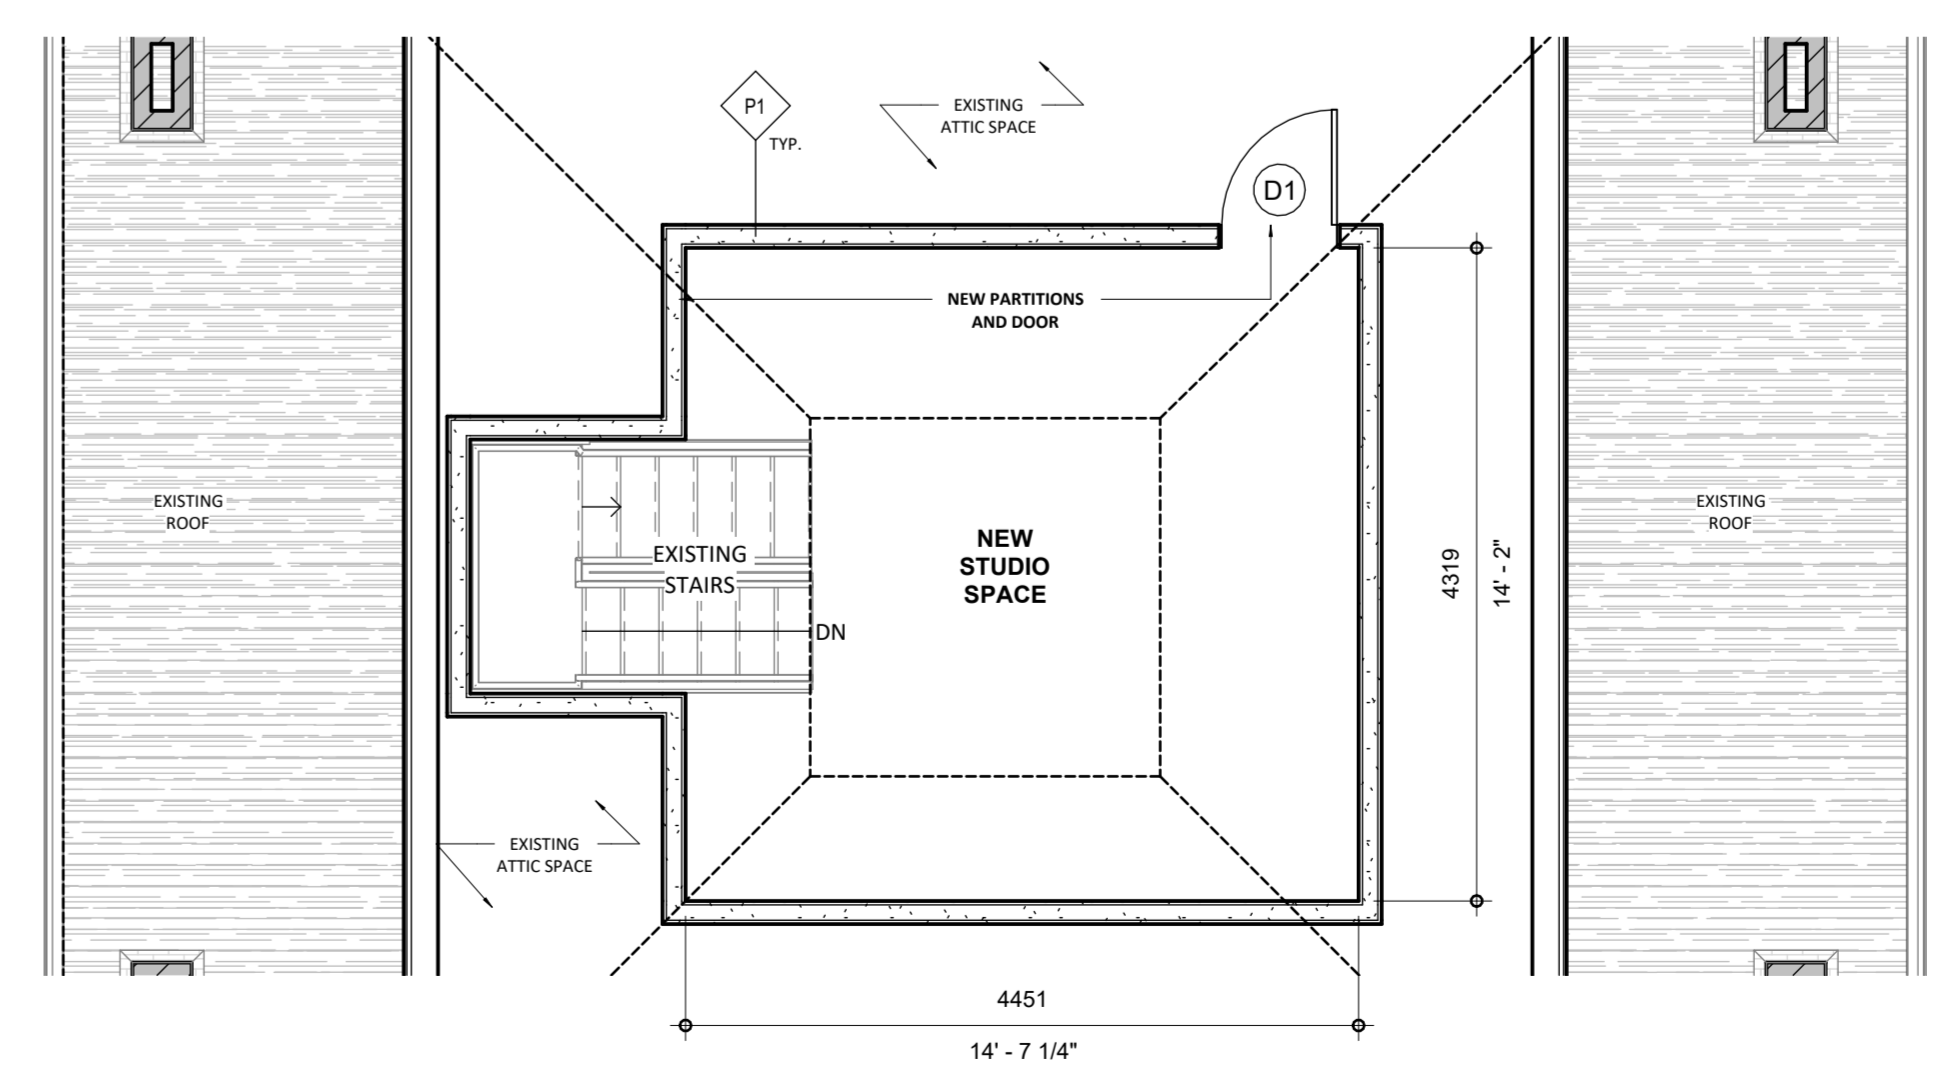 P1
TYP.
EXISTING
ATTIC SPACE
D1
NEW PARTITIONS
AND DOOR
EXISTING
ROOF
EXISTING
STAIRS
DN
NEW
STUDIO
SPACE
4319
14' - 2"
EXISTING
ROOF
EXISTING
ATTIC SPACE
4451
14' - 7 1/4"